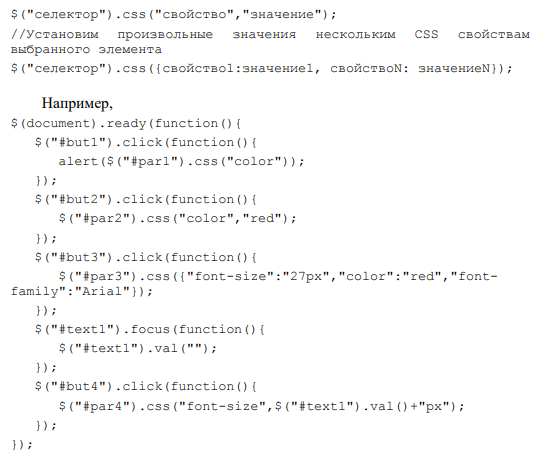 $("селектор").css("свойство","значение");
//Установим произвольные значения нескольким CSS свойствам
выбранного элемента
$("селектор").css({свойство1:значение1, свойствоN: значениеN});
Например,
$(document).ready(function(){
$("#but1").click(function(){
alert($("#par1").css("color"));
});
$("#but2").click(function(){
$("#par2").css("color","red");
});
$("#but3").click(function(){
$("#par3").css({"font-size":"27px","color":"red","font-
family":"Arial"});
});
$("#text1").focus(function(){
$("#text1").val("");
});
$("#but4").click(function(){
$("#par4").css("font-size",$("#text1").val()+"px");
});
});